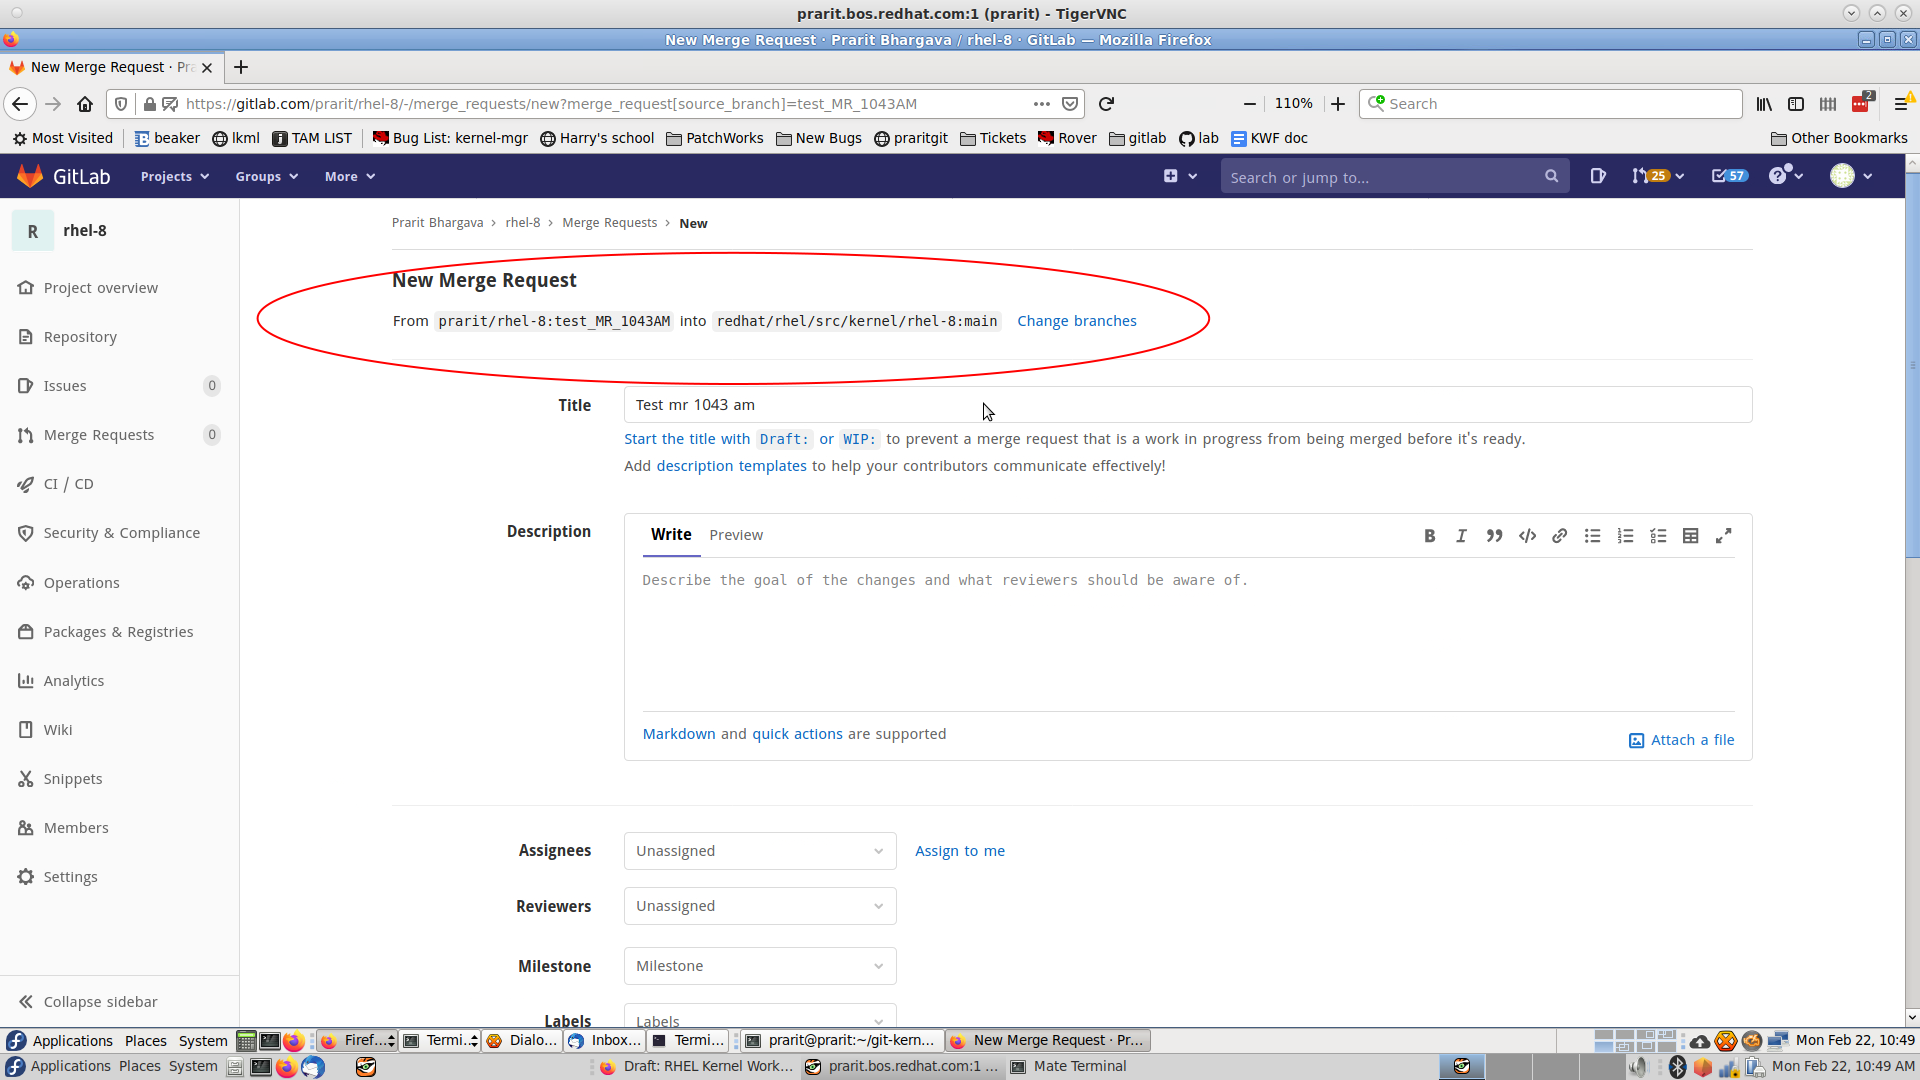 prarit.bos.redhat.com:1 (prarit) - TigerVNC
New Merge Request · Prarit Bhargava / rhel-8 · GitLab — Mozilla Firefox
New Merge Request · Pra
https://gitlab.com/prarit/rhel-8/-/merge_requests/new?merge_request[source_branch]=test_MR_1043AM
110%
Search
2
Most Visited
beaker
lkml
TAM LIST
Bug List: kernel-mgr
Harry's school
PatchWorks
New Bugs
praritgit
Tickets
Rover
gitlab
lab
KWF doc
Other Bookmarks
GitLab
Projects
Groups
More
Search or jump to...
25
57
R
rhel-8
Project overview
Repository
Issues 0
Merge Requests 0
CI / CD
Security & Compliance
Operations
Packages & Registries
Analytics
Wiki
Snippets
Members
Settings
Collapse sidebar
Prarit Bhargava › rhel-8 › Merge Requests › New
New Merge Request
From prarit/rhel-8:test_MR_1043AM into redhat/rhel/src/kernel/rhel-8:main Change branches
Title
Test mr 1043 am
Start the title with Draft: or WIP: to prevent a merge request that is a work in progress from being merged before it's ready.
Add description templates to help your contributors communicate effectively!
Description
Write Preview
Describe the goal of the changes and what reviewers should be aware of.
Markdown and quick actions are supported
Attach a file
Assignees
Unassigned
Assign to me
Reviewers
Unassigned
Milestone
Milestone
Labels
Labels
Applications Places System
Firef...
Termi...
Dialo...
Inbox...
Termi...
prarit@prarit:~/git-kern...
New Merge Request · Pr...
Mon Feb 22, 10:49
Applications Places System
Draft: RHEL Kernel Work...
prarit.bos.redhat.com:1 ...
Mate Terminal
Mon Feb 22, 10:49 AM